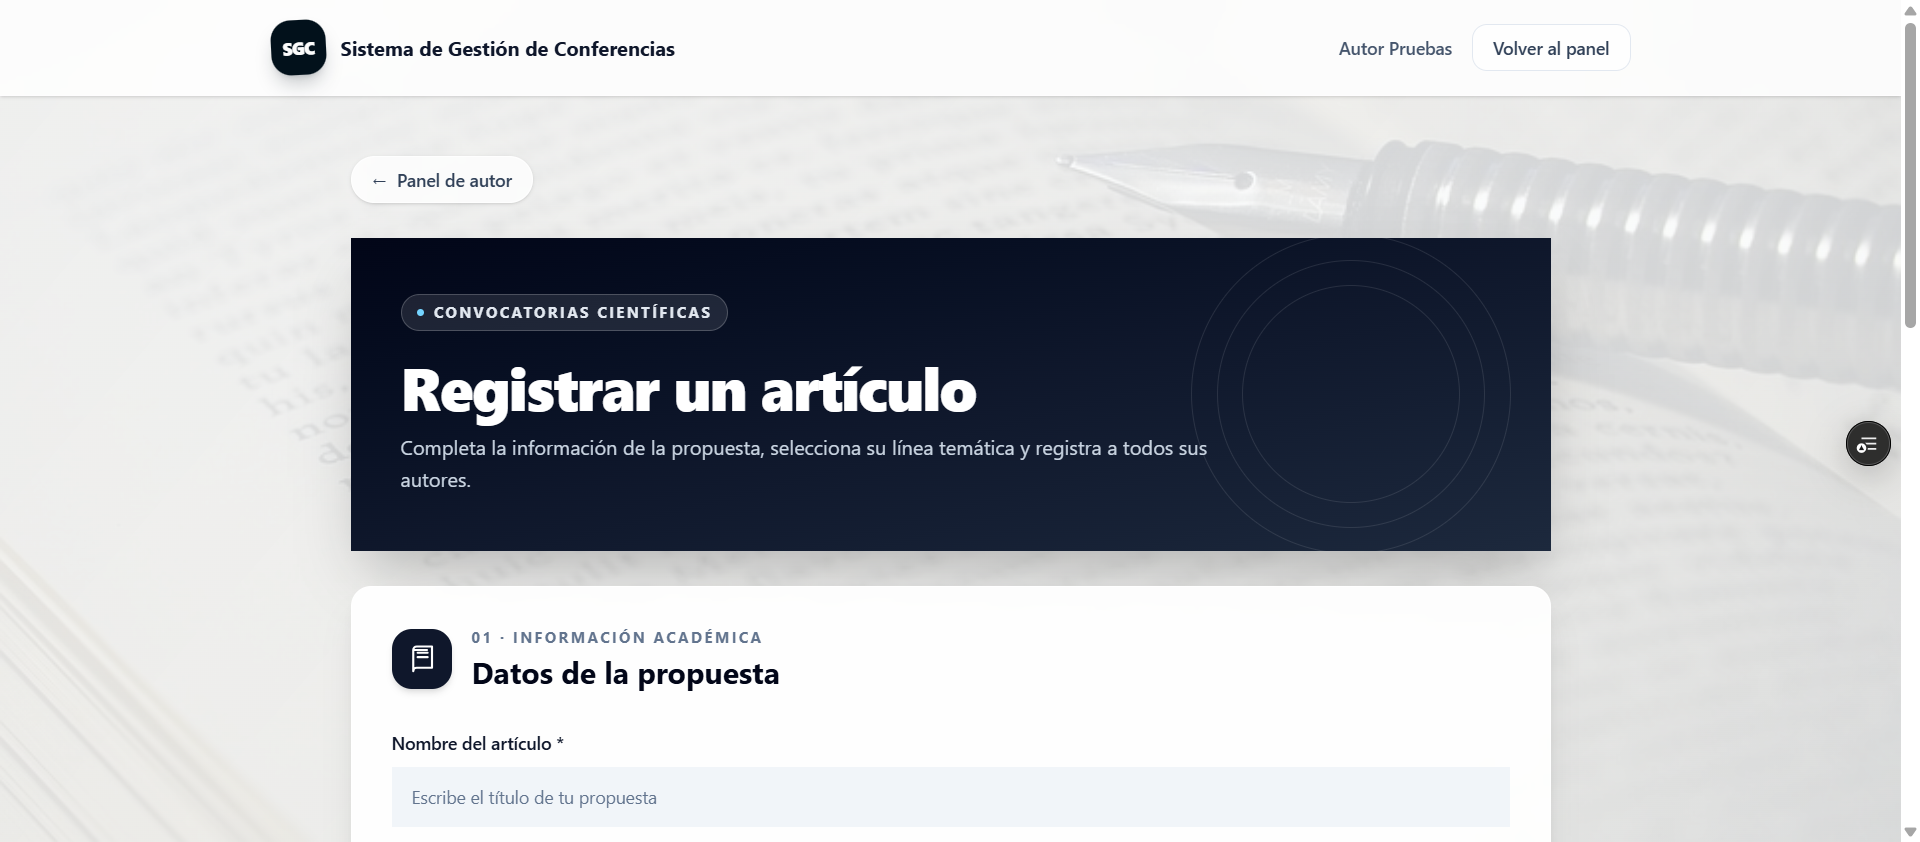 SGC
Sistema de Gestión de Conferencias
Autor Pruebas
Volver al panel
← Panel de autor
CONVOCATORIAS CIENTÍFICAS
Registrar un artículo
Completa la información de la propuesta, selecciona su línea temática y registra a todos sus
autores.
01 · INFORMACIÓN ACADÉMICA
Datos de la propuesta
Nombre del artículo *
Escribe el título de tu propuesta